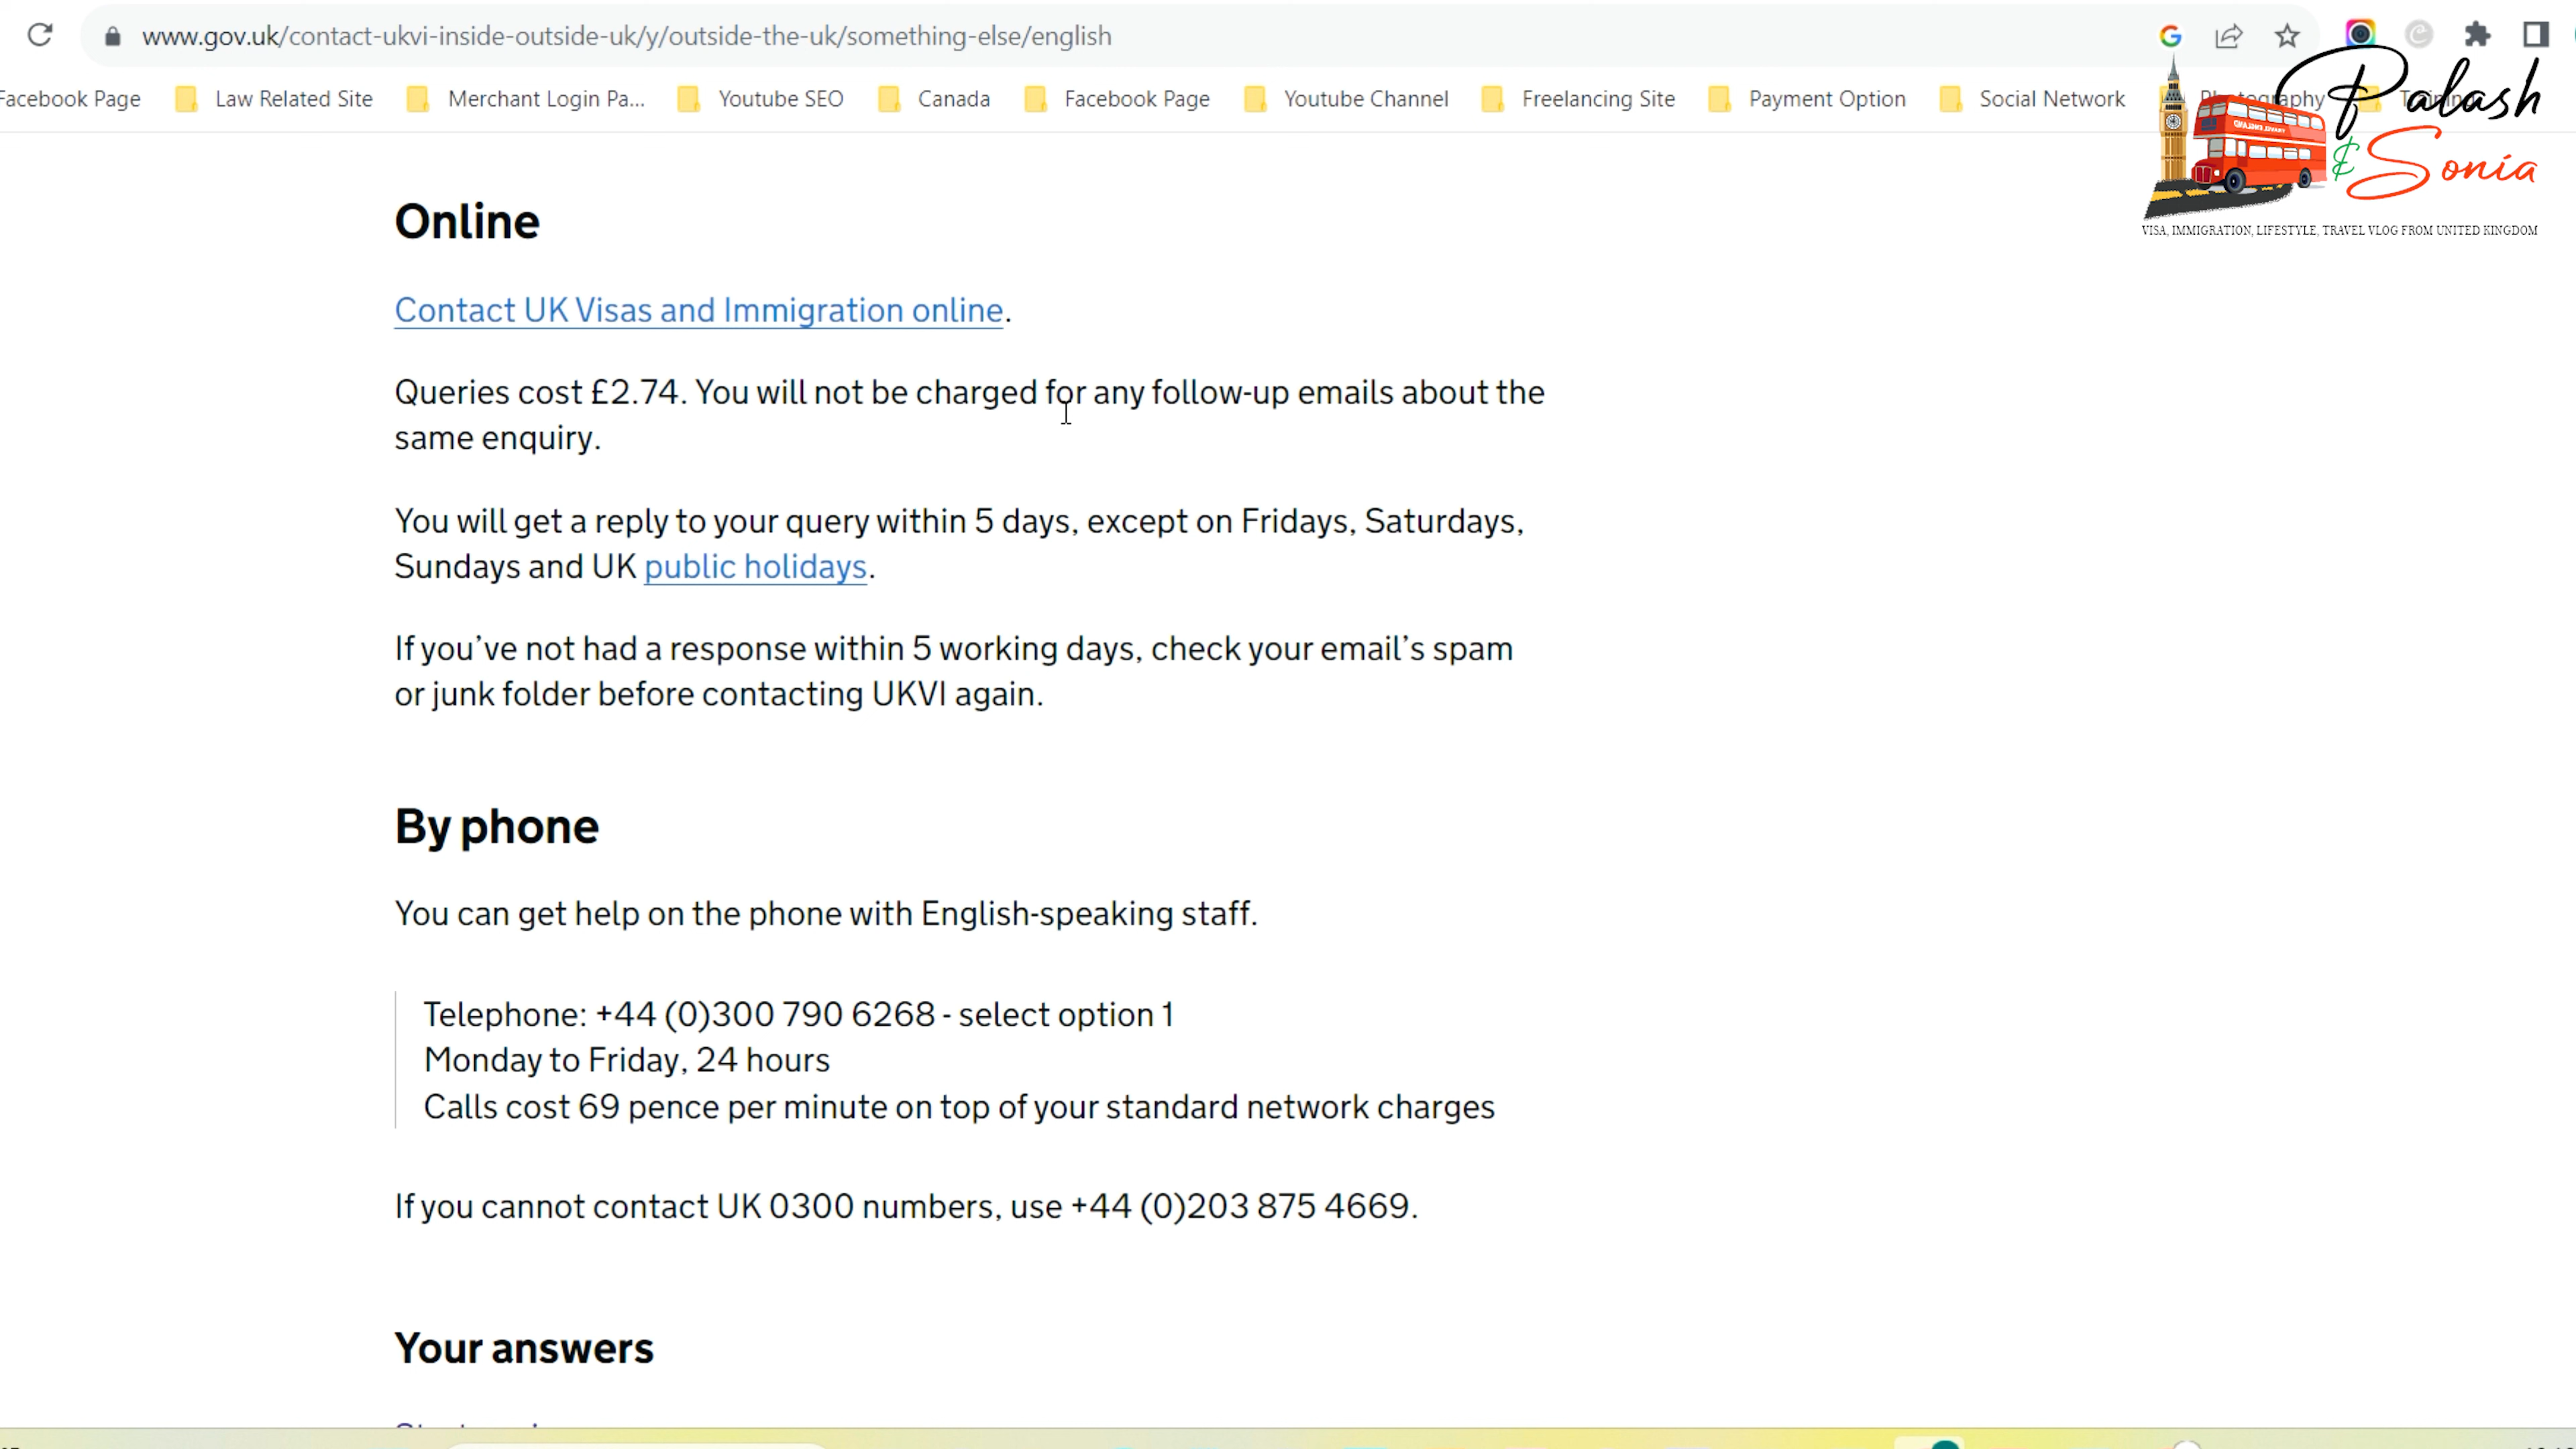 www.gov.uk/contact-ukvi-inside-outside-uk/y/outside-the-uk/something-else/english
Facebook Page Law Related Site Merchant Login Pa... Youtube SEO Canada Facebook Page Youtube Channel Freelancing Site Payment Option Social Network Photography Training
Palash
& Sonia
VISA, IMMIGRATION, LIFESTYLE, TRAVEL VLOG FROM UNITED KINGDOM
Online
Contact UK Visas and Immigration online.
Queries cost £2.74. You will not be charged for any follow-up emails about the
same enquiry.
You will get a reply to your query within 5 days, except on Fridays, Saturdays,
Sundays and UK public holidays.
If you’ve not had a response within 5 working days, check your email’s spam
or junk folder before contacting UKVI again.
By phone
You can get help on the phone with English-speaking staff.
Telephone: +44 (0)300 790 6268 - select option 1
Monday to Friday, 24 hours
Calls cost 69 pence per minute on top of your standard network charges
If you cannot contact UK 0300 numbers, use +44 (0)203 875 4669.
Your answers